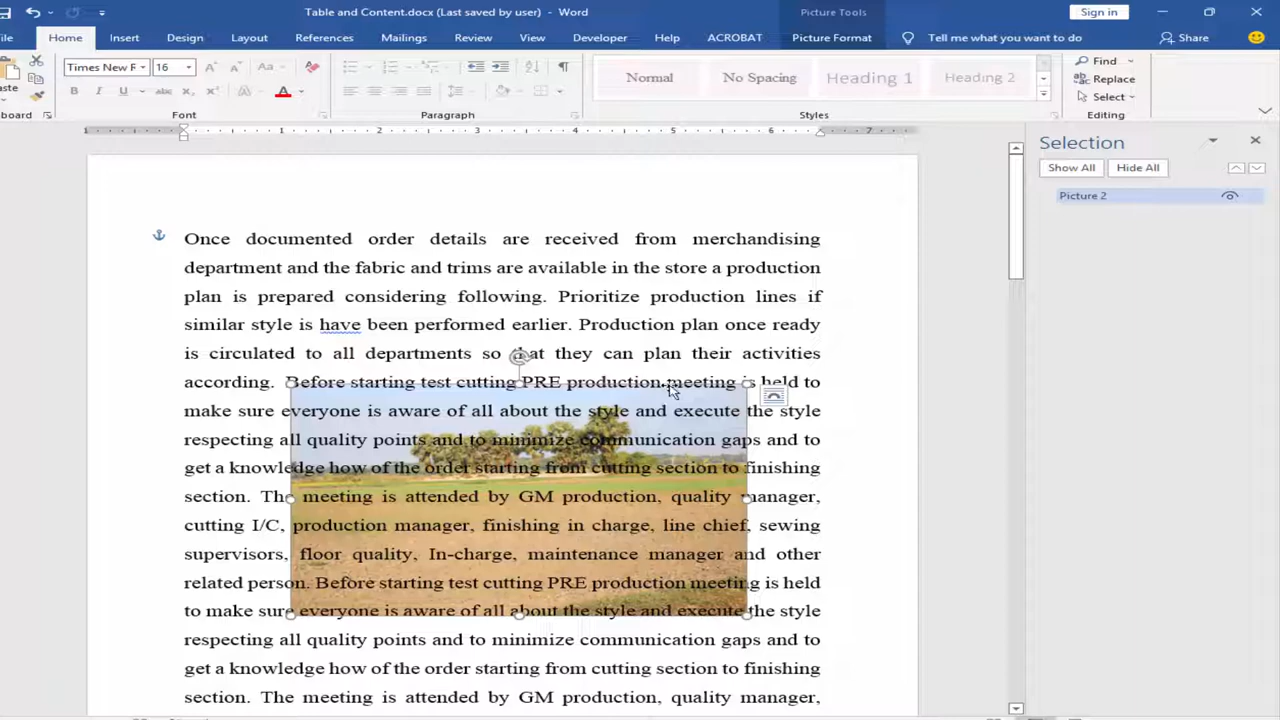 Table and Content.docx (Last saved by user) - Word
Picture Tools
Sign in
Home Insert Design Layout References Mailings Review View Developer Help ACROBAT Picture Format Tell me what you want to do Share
Times New R 16 Aa
Normal No Spacing Heading 1 Heading 2
Find
Replace
Select
Font Paragraph Styles Editing
1 1 2 3 4 5 6 7
Selection
Show All Hide All
Picture 2
Once documented order details are received from merchandising
department and the fabric and trims are available in the store a production
plan is prepared considering following. Prioritize production lines if
similar style is have been performed earlier. Production plan once ready
is circulated to all departments so that they can plan their activities
according. Before starting test cutting PRE production meeting is held to
make sure everyone is aware of all about the style and execute the style
respecting all quality points and to minimize communication gaps and to
get a knowledge how of the order starting from cutting section to finishing
section. The meeting is attended by GM production, quality manager,
cutting I/C, production manager, finishing in charge, line chief, sewing
supervisors, floor quality, In-charge, maintenance manager and other
related person. Before starting test cutting PRE production meeting is held
to make sure everyone is aware of all about the style and execute the style
respecting all quality points and to minimize communication gaps and to
get a knowledge how of the order starting from cutting section to finishing
section. The meeting is attended by GM production, quality manager,